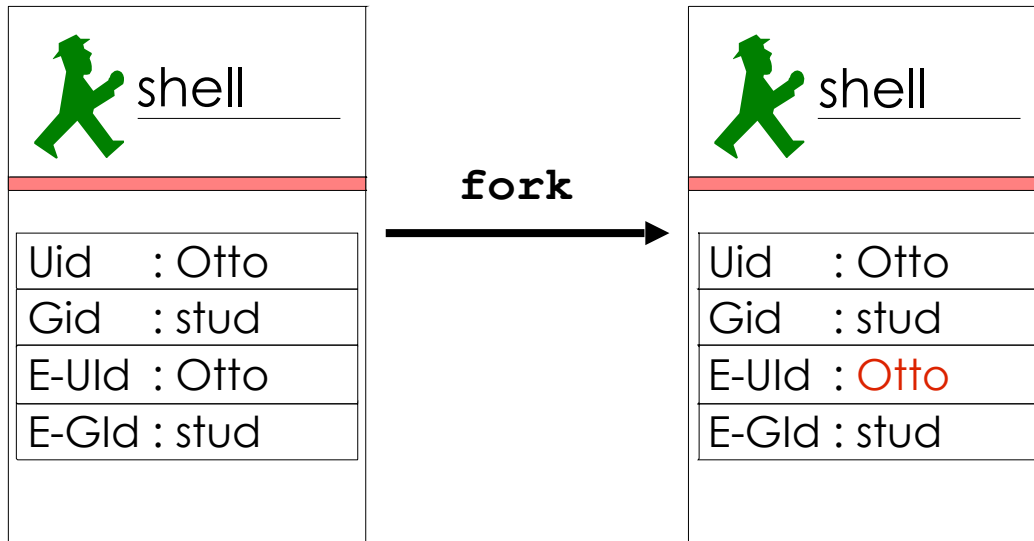 shell
Uid : Otto
Gid : stud
E-UId : Otto
E-GId : stud
fork
shell
Uid : Otto
Gid : stud
E-UId : Otto
E-GId : stud